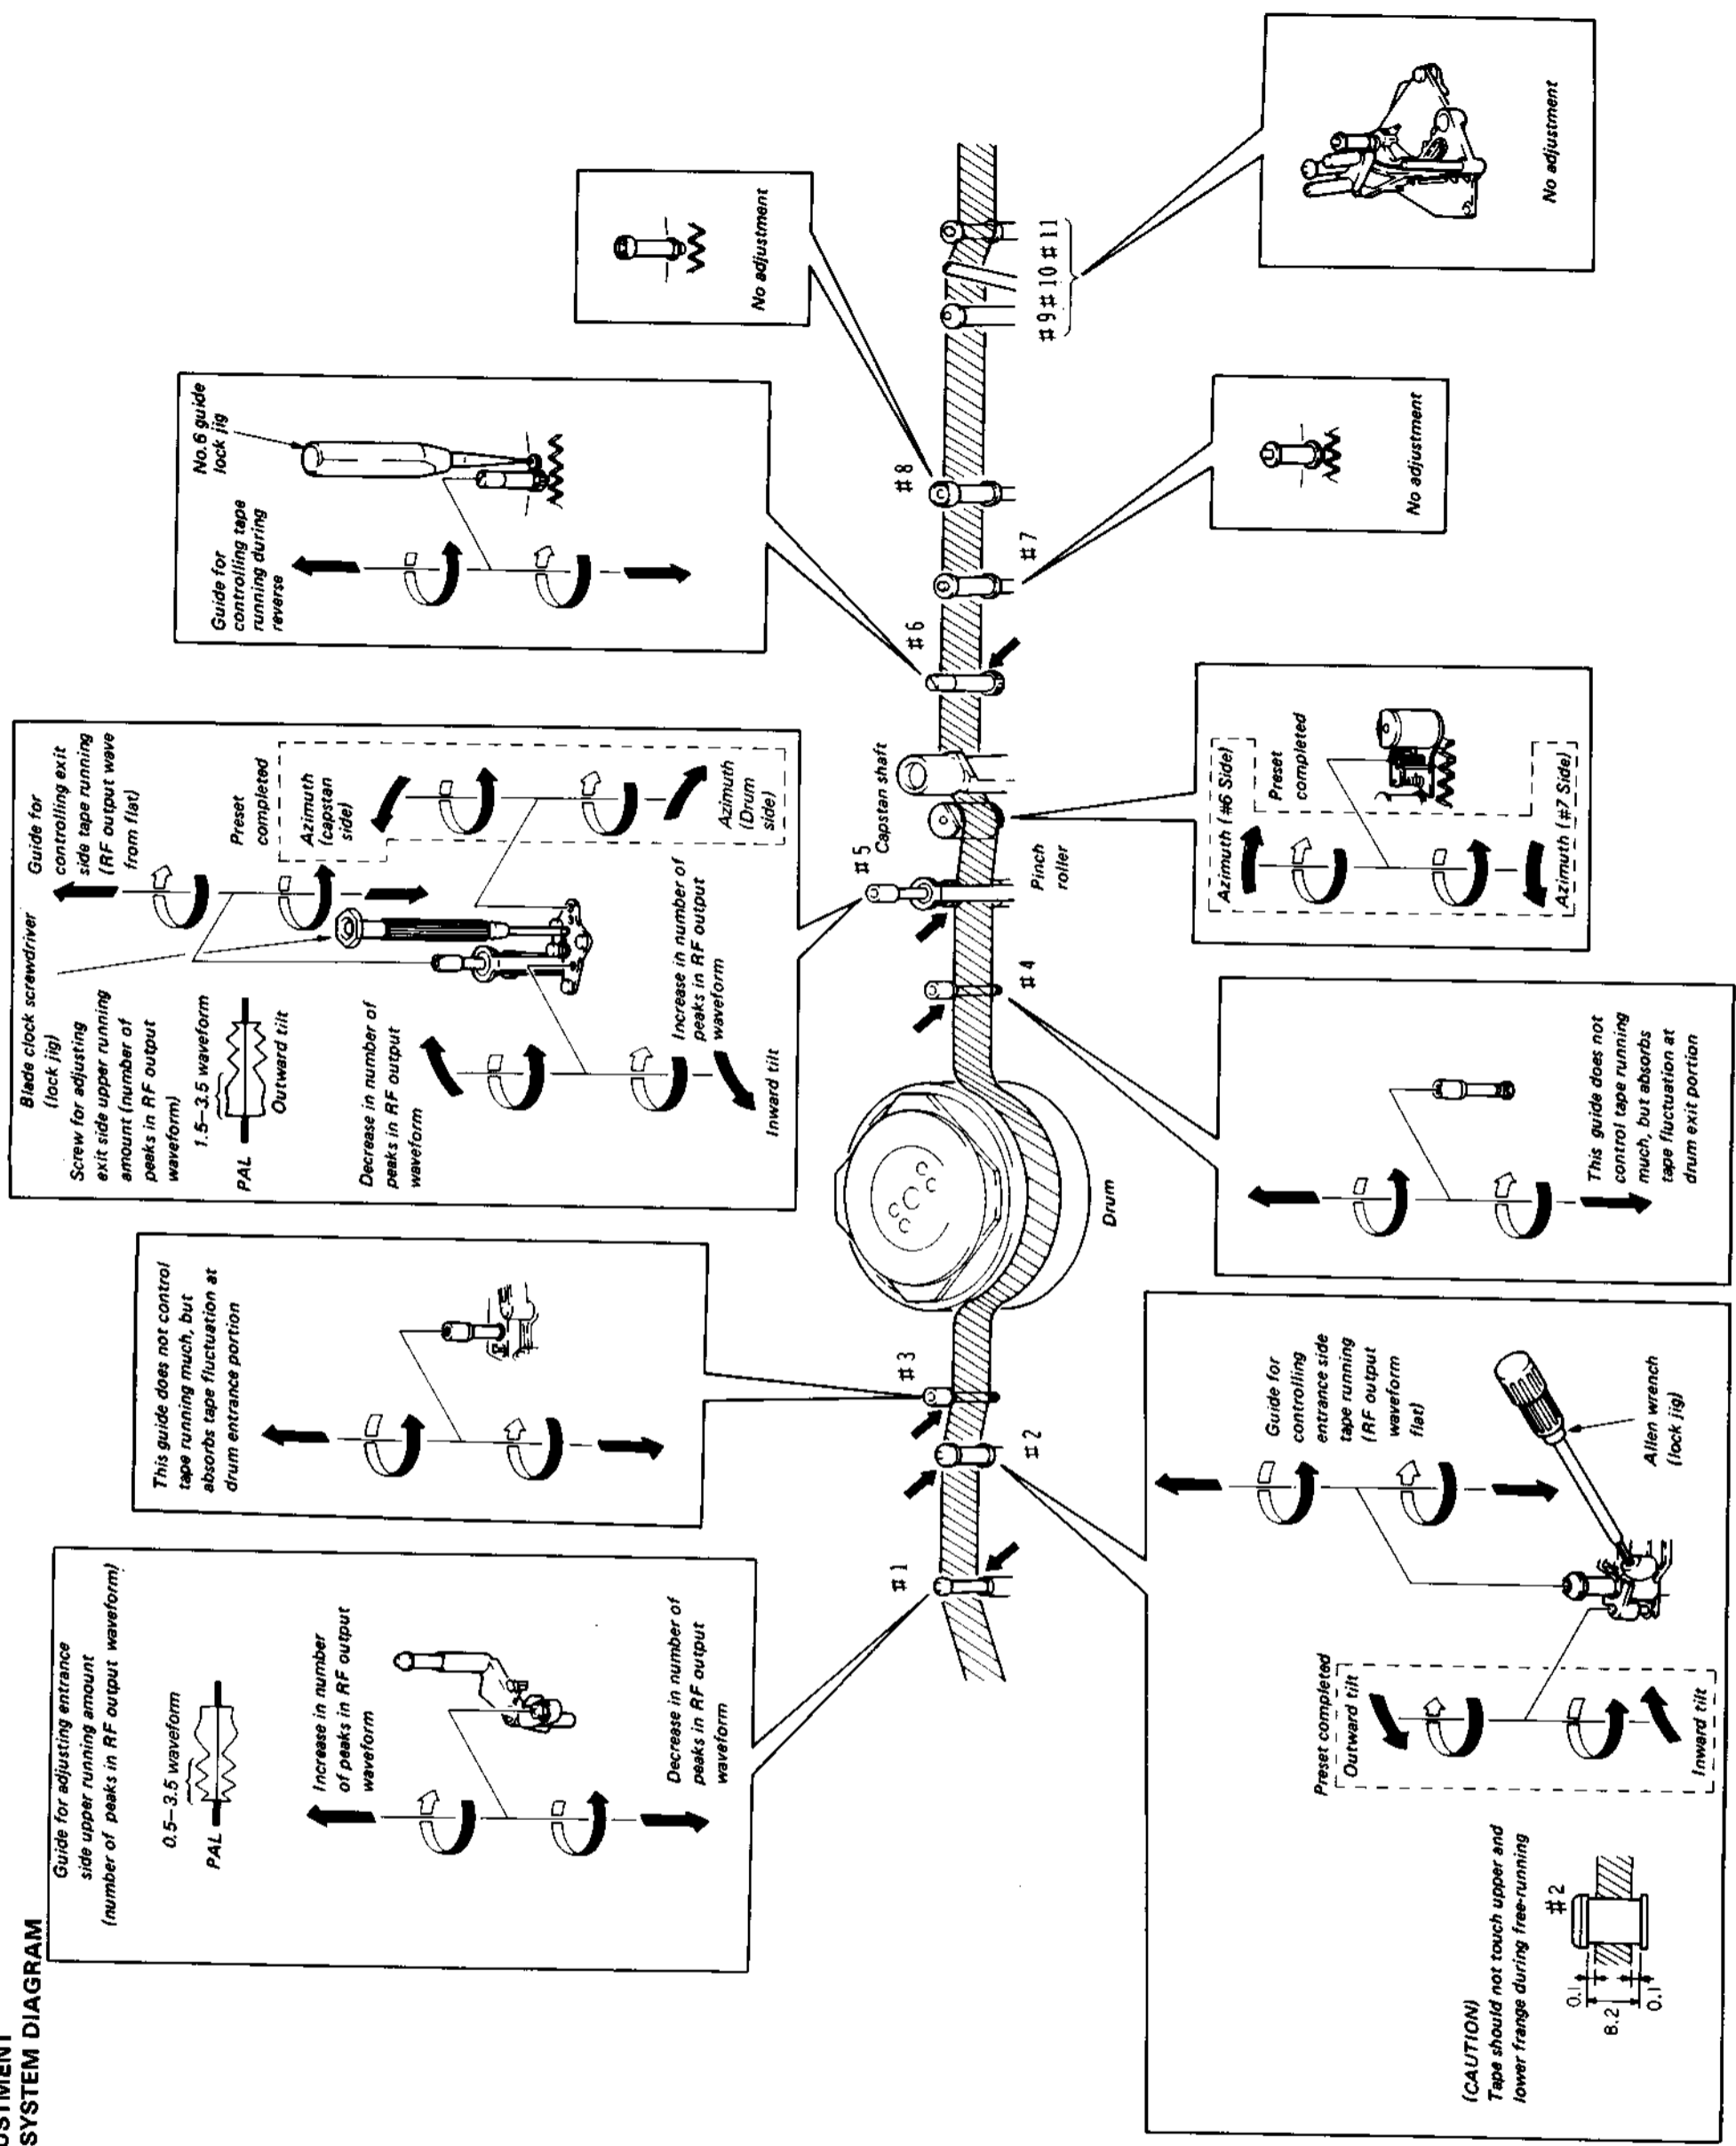 USTMENT
SYSTEM DIAGRAM
Guide for adjusting entrance
side upper running amount
(number of peaks in RF output waveform)
0.5–3.5 waveform
PAL
Increase in number
of peaks in RF output
waveform
Decrease in number of
peaks in RF output
waveform
This guide does not control
tape running much, but
absorbs tape fluctuation at
drum entrance portion
Blade clock screwdriver
(lock jig)
Screw for adjusting
exit side upper running
amount (number of
peaks in RF output
waveform)
1.5–3.5 waveform
PAL
Outward tilt
Decrease in number of
peaks in RF output
waveform
Increase in number of
peaks in RF output
waveform
Inward tilt
Guide for
controlling exit
side tape running
(RF output wave
from flat)
Preset
completed
Azimuth
(capstan
side)
Azimuth
(Drum
side)
Guide for
controlling tape
running during
reverse
No.6 guide
lock jig
No adjustment
#1
#2
#3
Drum
#4
#5
Pinch
roller
Capstan shaft
#6
#7
#8
#9 #10 #11
(CAUTION)
Tape should not touch upper and
lower frange during free-running
#2
0.1
8.2
0.1
Preset completed
Outward tilt
Inward tilt
Guide for
controlling
entrance side
tape running
(RF output
waveform
flat)
Allen wrench
(lock jig)
This guide does not
control tape running
much, but absorbs
tape fluctuation at
drum exit portion
Azimuth (#6 Side)
Preset
completed
Azimuth (#7 Side)
No adjustment
No adjustment